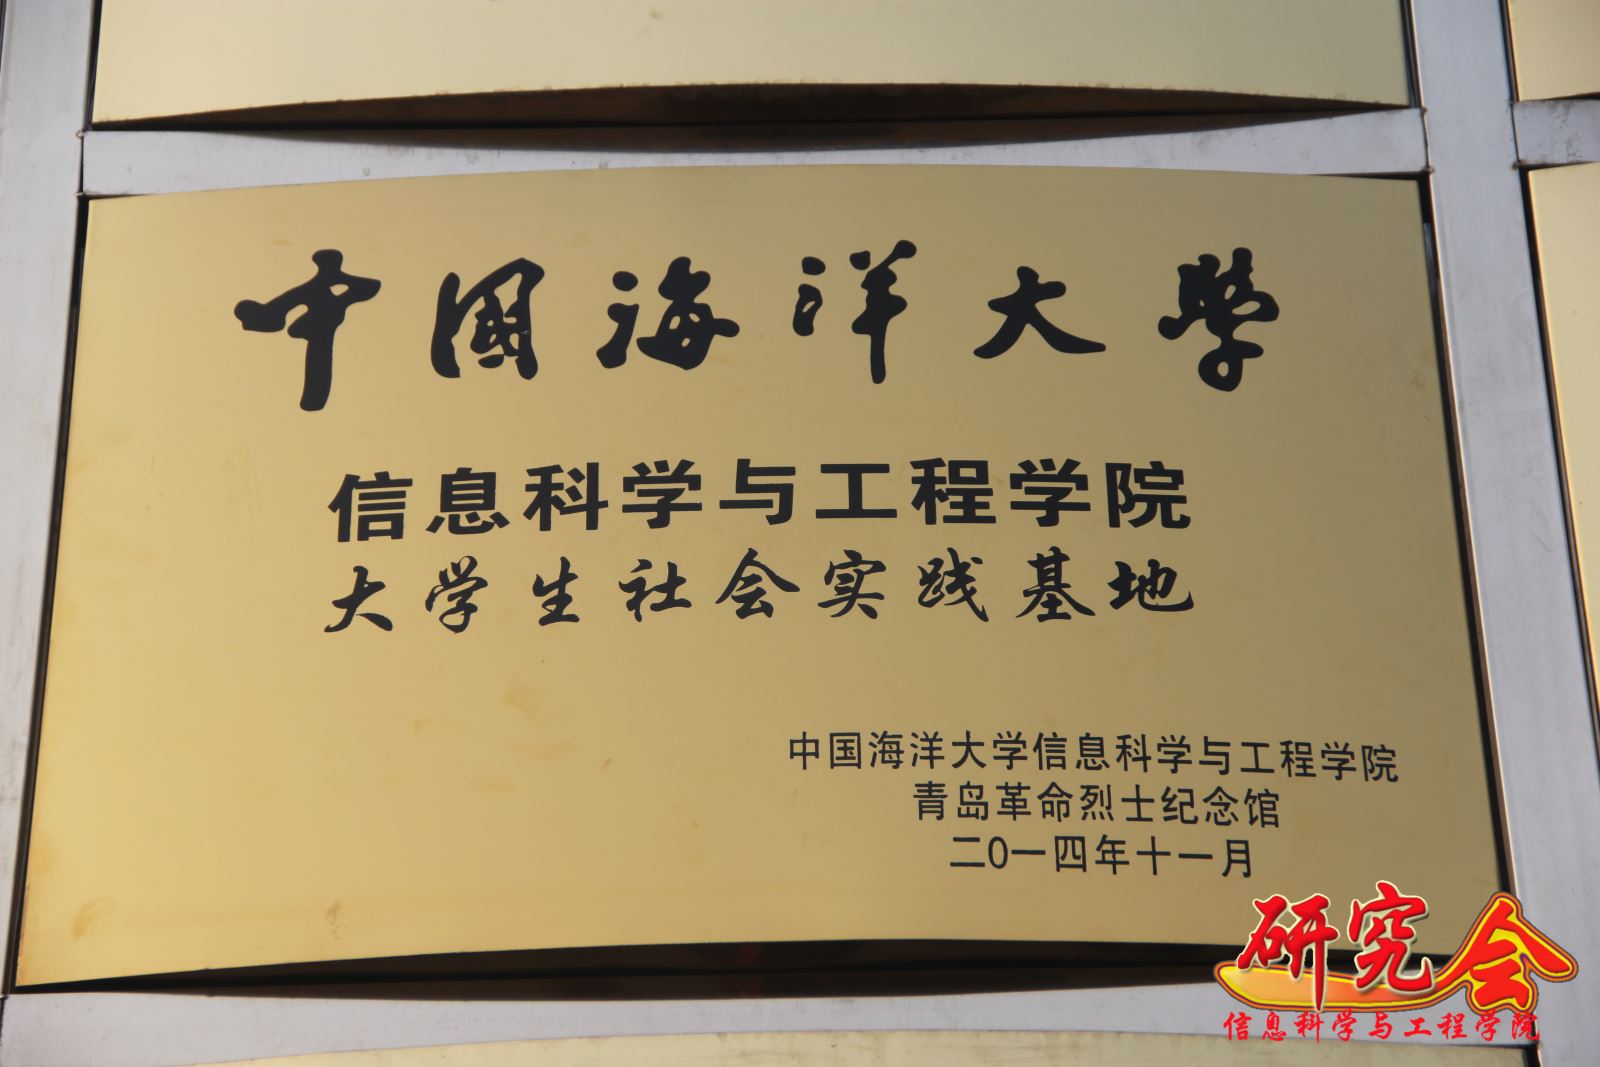 中国海洋大学
信息科学与工程学院
大学生社会实践基地
中国海洋大学信息科学与工程学院
青岛革命烈士纪念馆
二0一四年十一月
研究会
信息科学与工程学院